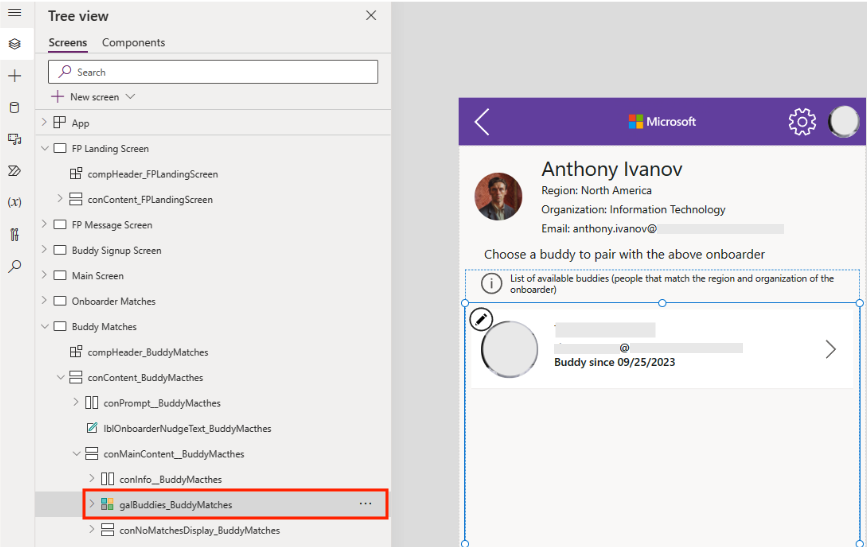 Tree view
Screens Components
Search
New screen
App
FP Landing Screen
compHeader_FPLandingScreen
conContent_FPLandingScreen
FP Message Screen
Buddy Signup Screen
Main Screen
Onboarder Matches
Buddy Matches
compHeader_BuddyMatches
conContent_BuddyMacthes
conPrompt__BuddyMacthes
lblOnboarderNudgeText_BuddyMacthes
conMainContent__BuddyMacthes
conInfo__BuddyMacthes
galBuddies_BuddyMatches
conNoMatchesDisplay_BuddyMatches
(x)
Microsoft
Anthony Ivanov
Region: North America
Organization: Information Technology
Email: anthony.ivanov@
Choose a buddy to pair with the above onboarder
List of available buddies (people that match the region and organization of the
onboarder)
@
Buddy since 09/25/2023